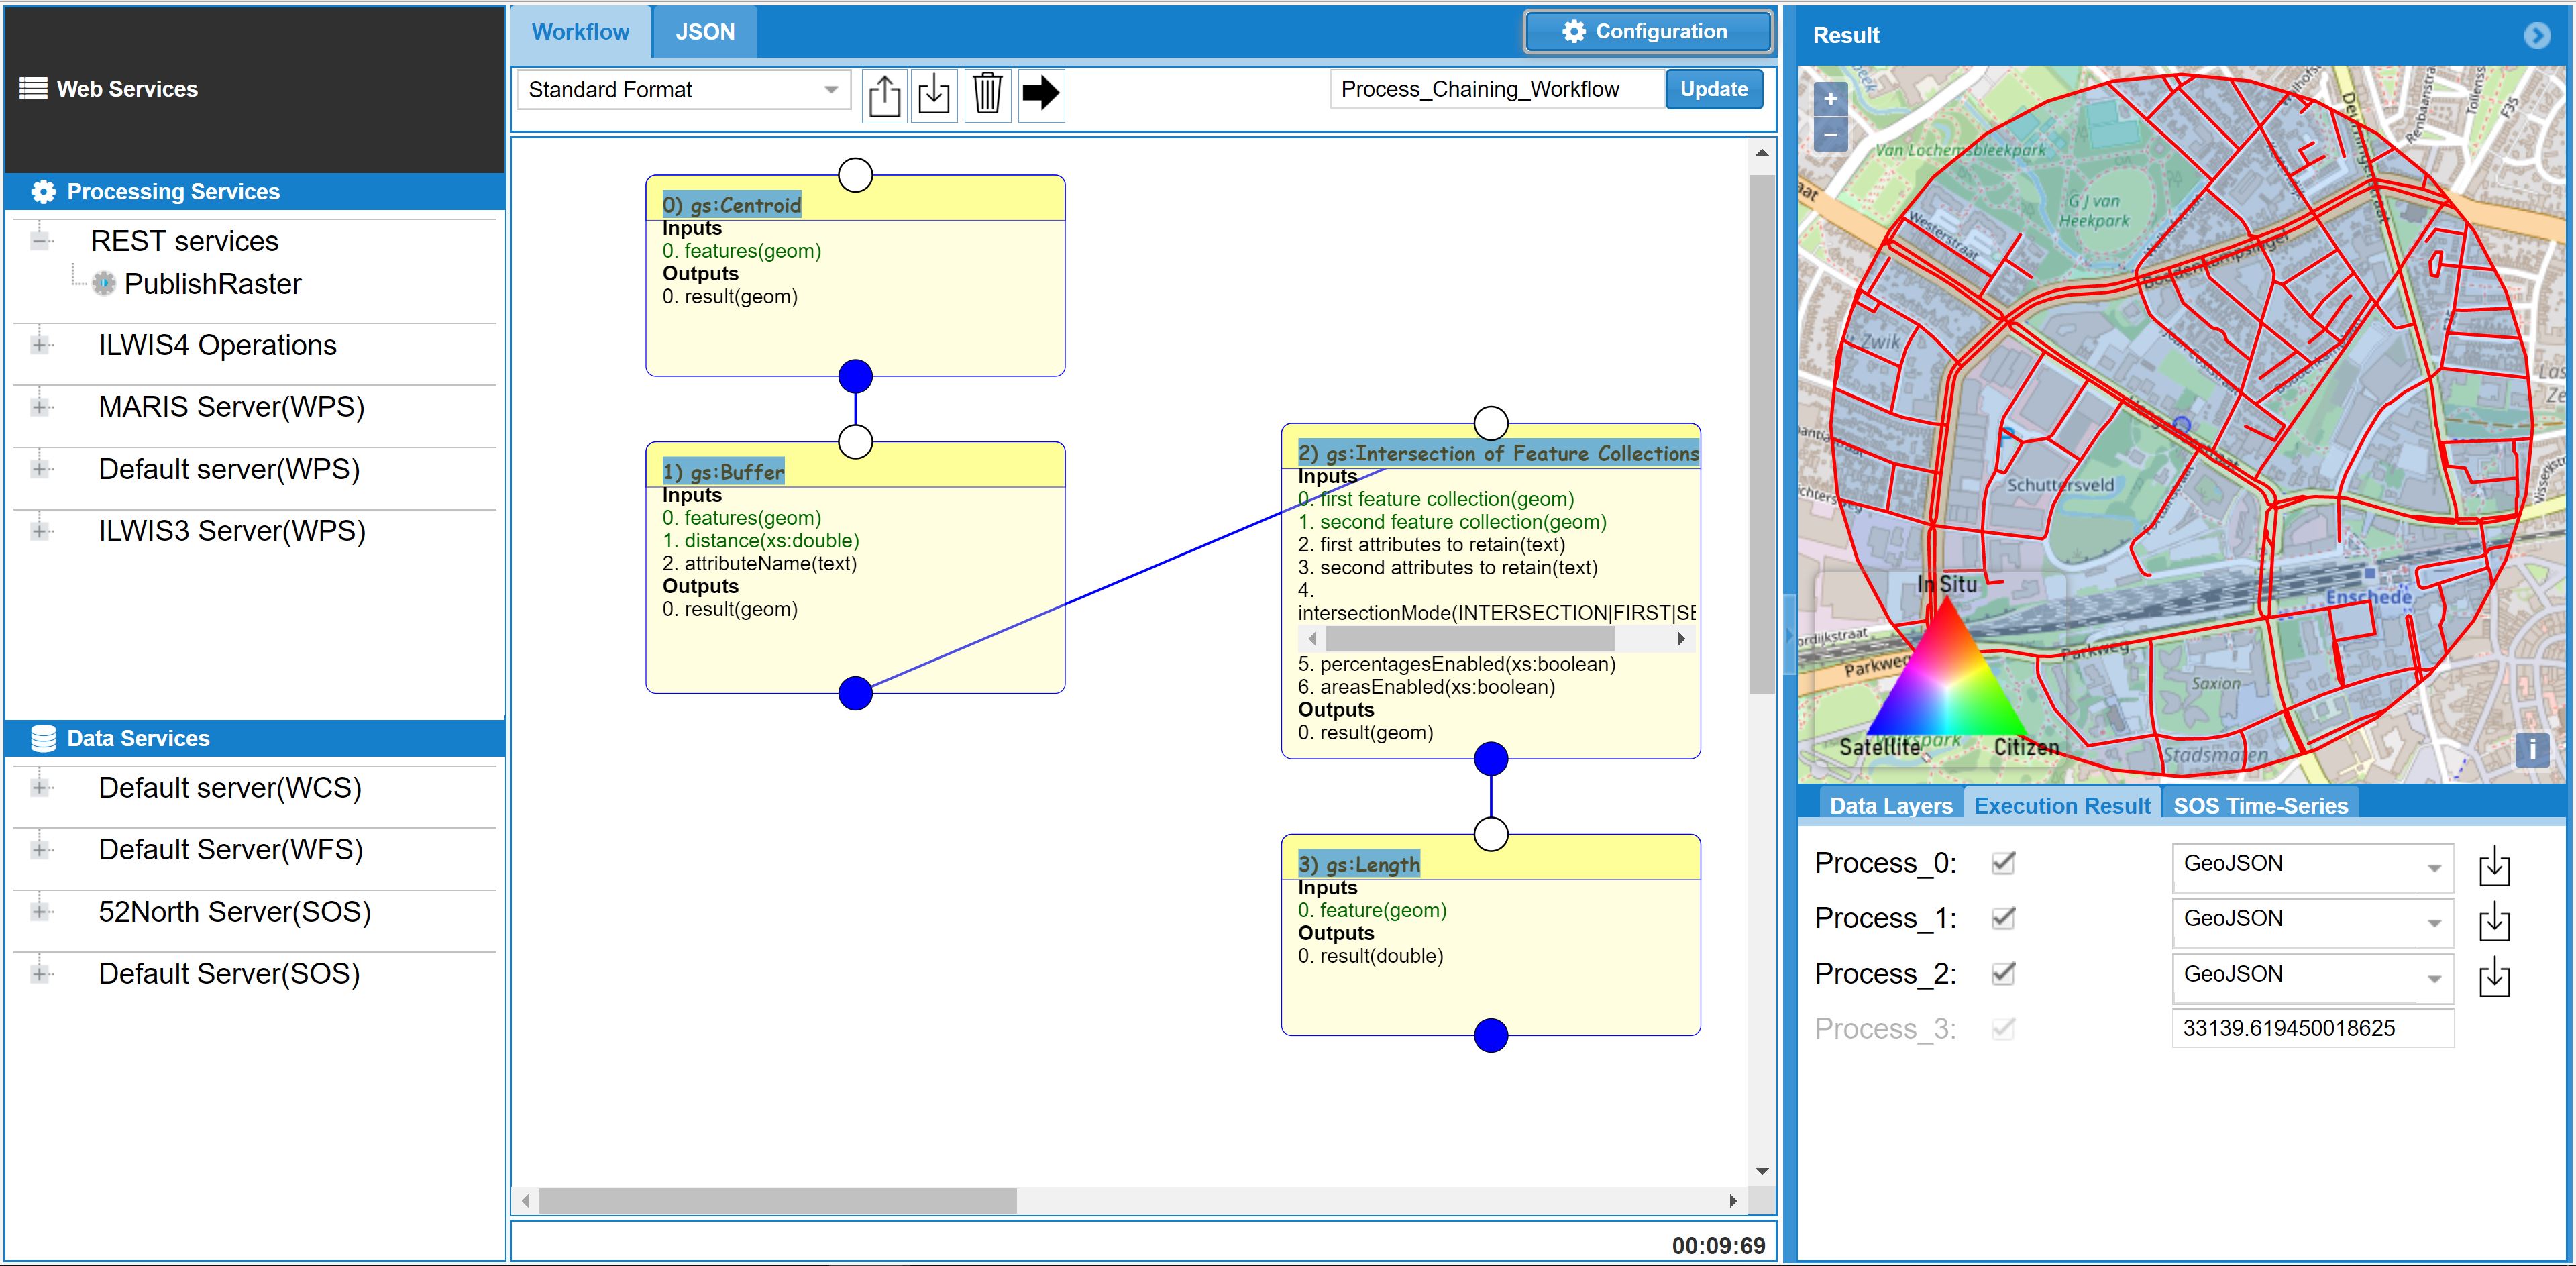 Web Services
Processing Services
REST services
PublishRaster
ILWIS4 Operations
MARIS Server(WPS)
Default server(WPS)
ILWIS3 Server(WPS)
Data Services
Default server(WCS)
Default Server(WFS)
52North Server(SOS)
Default Server(SOS)
Workflow
JSON
Configuration
Standard Format
Process_Chaining_Workflow
Update
0) gs:Centroid
Inputs
0. features(geom)
Outputs
0. result(geom)
1) gs:Buffer
Inputs
0. features(geom)
1. distance(xs:double)
2. attributeName(text)
Outputs
0. result(geom)
2) gs:Intersection of Feature Collections
Inputs
0. first feature collection(geom)
1. second feature collection(geom)
2. first attributes to retain(text)
3. second attributes to retain(text)
4.
intersectionMode(INTERSECTION|FIRST|SE
5. percentagesEnabled(xs:boolean)
6. areasEnabled(xs:boolean)
Outputs
0. result(geom)
3) gs:Length
Inputs
0. feature(geom)
Outputs
0. result(double)
00:09:69
Result
+
−
Van Lochemsbleekpark
G J van
Heekpark
Westerstraat
Boddenkampsingel
Renbaanstraat
F35
Zwik
Schuttersveld
In Situ
Enschede
ordijkstraat
Parkweg
Parkweg
Saxion
Satellite
Citizen
Stadsmaten
i
Data Layers
Execution Result
SOS Time-Series
Process_0:
GeoJSON
Process_1:
GeoJSON
Process_2:
GeoJSON
Process_3:
33139.619450018625